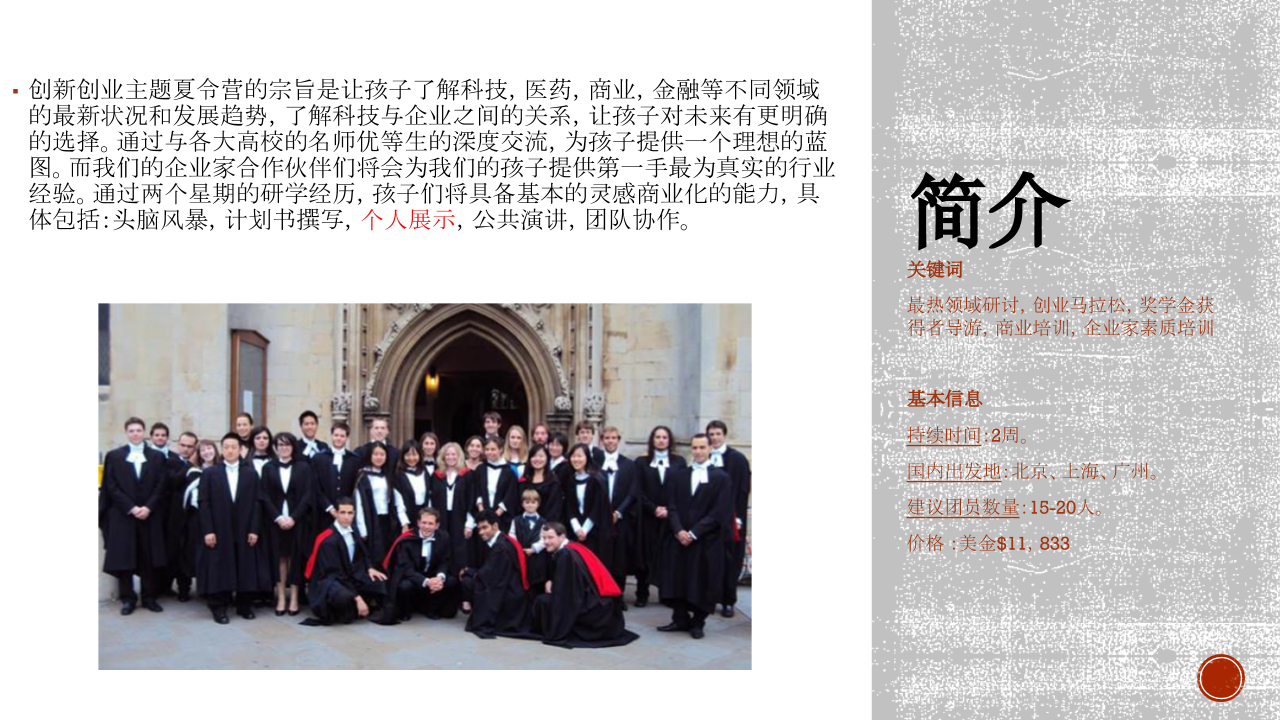 ▪ 创新创业主题夏令营的宗旨是让孩子了解科技, 医药, 商业, 金融等不同领域
的最新状况和发展趋势, 了解科技与企业之间的关系, 让孩子对未来有更明确
的选择。通过与各大高校的名师优等生的深度交流, 为孩子提供一个理想的蓝
图。而我们的企业家合作伙伴们将会为我们的孩子提供第一手最为真实的行业
经验。通过两个星期的研学经历, 孩子们将具备基本的灵感商业化的能力, 具
体包括:头脑风暴, 计划书撰写, 个人展示, 公共演讲, 团队协作。
简介
关键词
最热领域研讨, 创业马拉松, 奖学金获
得者导游, 商业培训, 企业家素质培训
基本信息
持续时间:2周。
国内出发地:北京、上海、广州。
建议团员数量:15-20人。
价格 :美金$11, 833